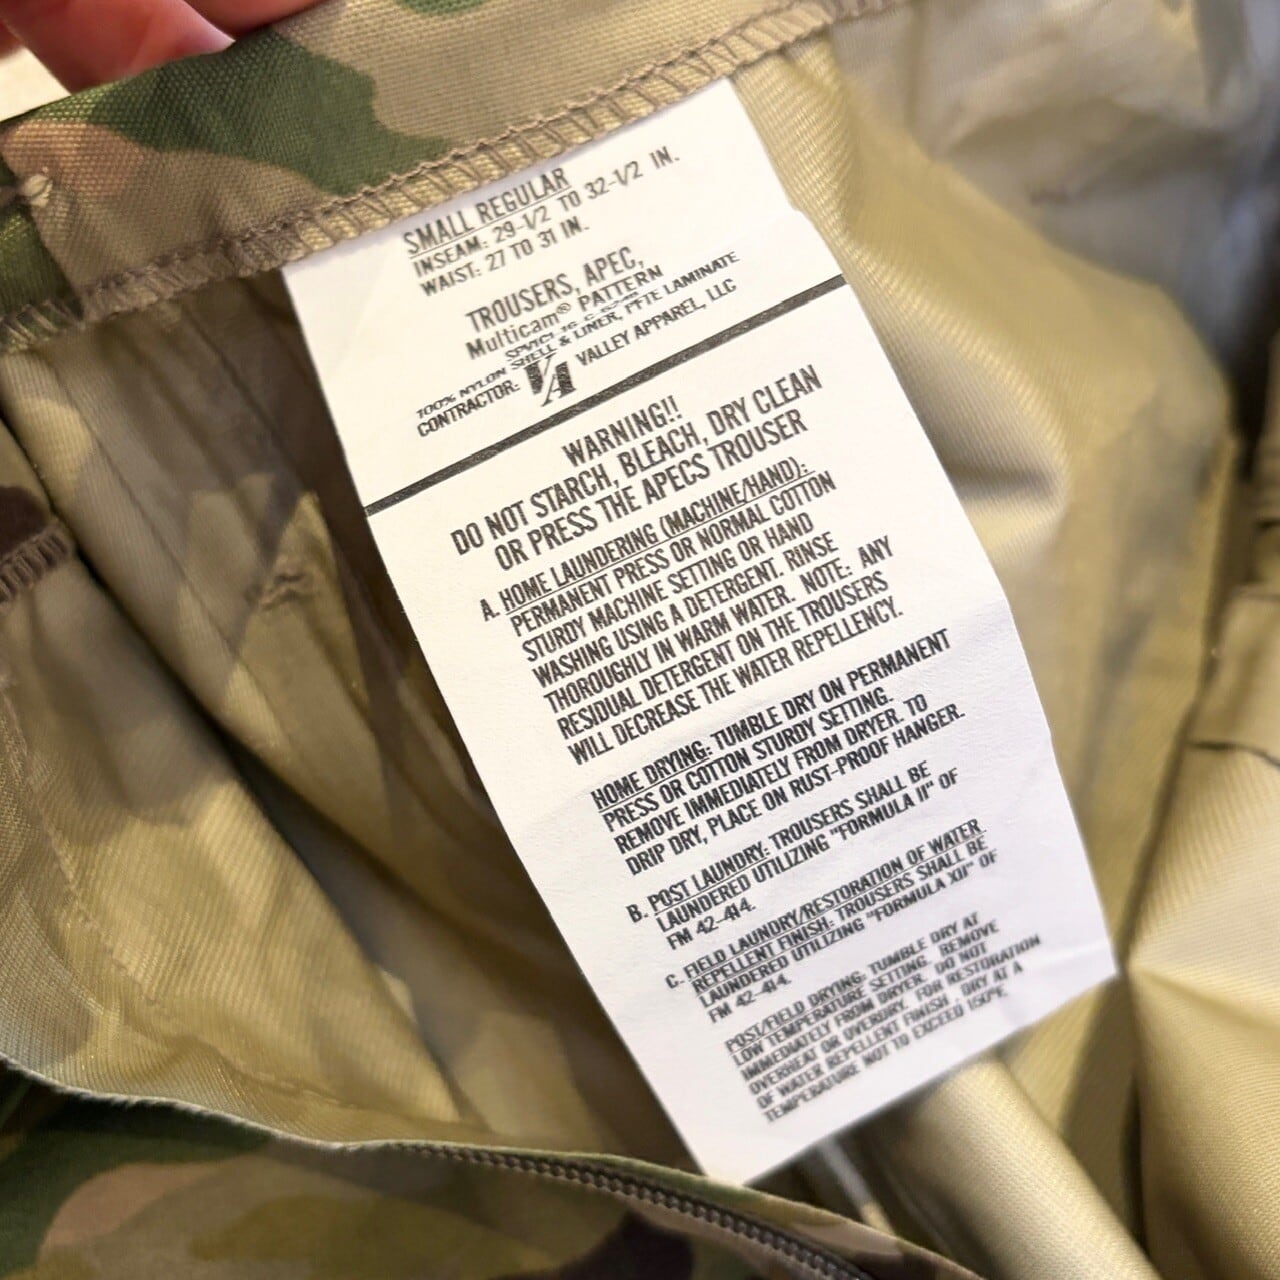 SMALL REGULAR
INSEAM: 29-1/2 TO 32-1/2 IN.
WAIST: 27 TO 31 IN.
TROUSERS, APEC,
Multicam® PATTERN
100% NYLON SHELL & LINER, PTFE LAMINATE
CONTRACTOR: VA VALLEY APPAREL, LLC
WARNING!!
DO NOT STARCH, BLEACH, DRY CLEAN
OR PRESS THE APECS TROUSER
A. HOME LAUNDERING (MACHINE/HAND):
PERMANENT PRESS OR NORMAL COTTON
STURDY MACHINE SETTING OR HAND
WASHING USING A DETERGENT. RINSE
THOROUGHLY IN WARM WATER. NOTE: ANY
RESIDUAL DETERGENT ON THE TROUSERS
WILL DECREASE THE WATER REPELLENCY.
HOME DRYING: TUMBLE DRY ON PERMANENT
PRESS OR COTTON STURDY SETTING.
REMOVE IMMEDIATELY FROM DRYER. TO
DRIP DRY, PLACE ON RUST-PROOF HANGER.
B. POST LAUNDRY: TROUSERS SHALL BE
LAUNDERED UTILIZING "FORMULA II" OF
FM 42-414.
C. FIELD LAUNDRY/RESTORATION OF WATER
REPELLENT FINISH: TROUSERS SHALL BE
LAUNDERED UTILIZING "FORMULA XII" OF
FM 42-414.
POST/FIELD DRYING: TUMBLE DRY AT
LOW TEMPERATURE SETTING. REMOVE
IMMEDIATELY FROM DRYER. DO NOT
OVERHEAT OR OVERDRY. FOR RESTORATION
OF WATER REPELLENT FINISH, DRY AT A
TEMPERATURE NOT TO EXCEED